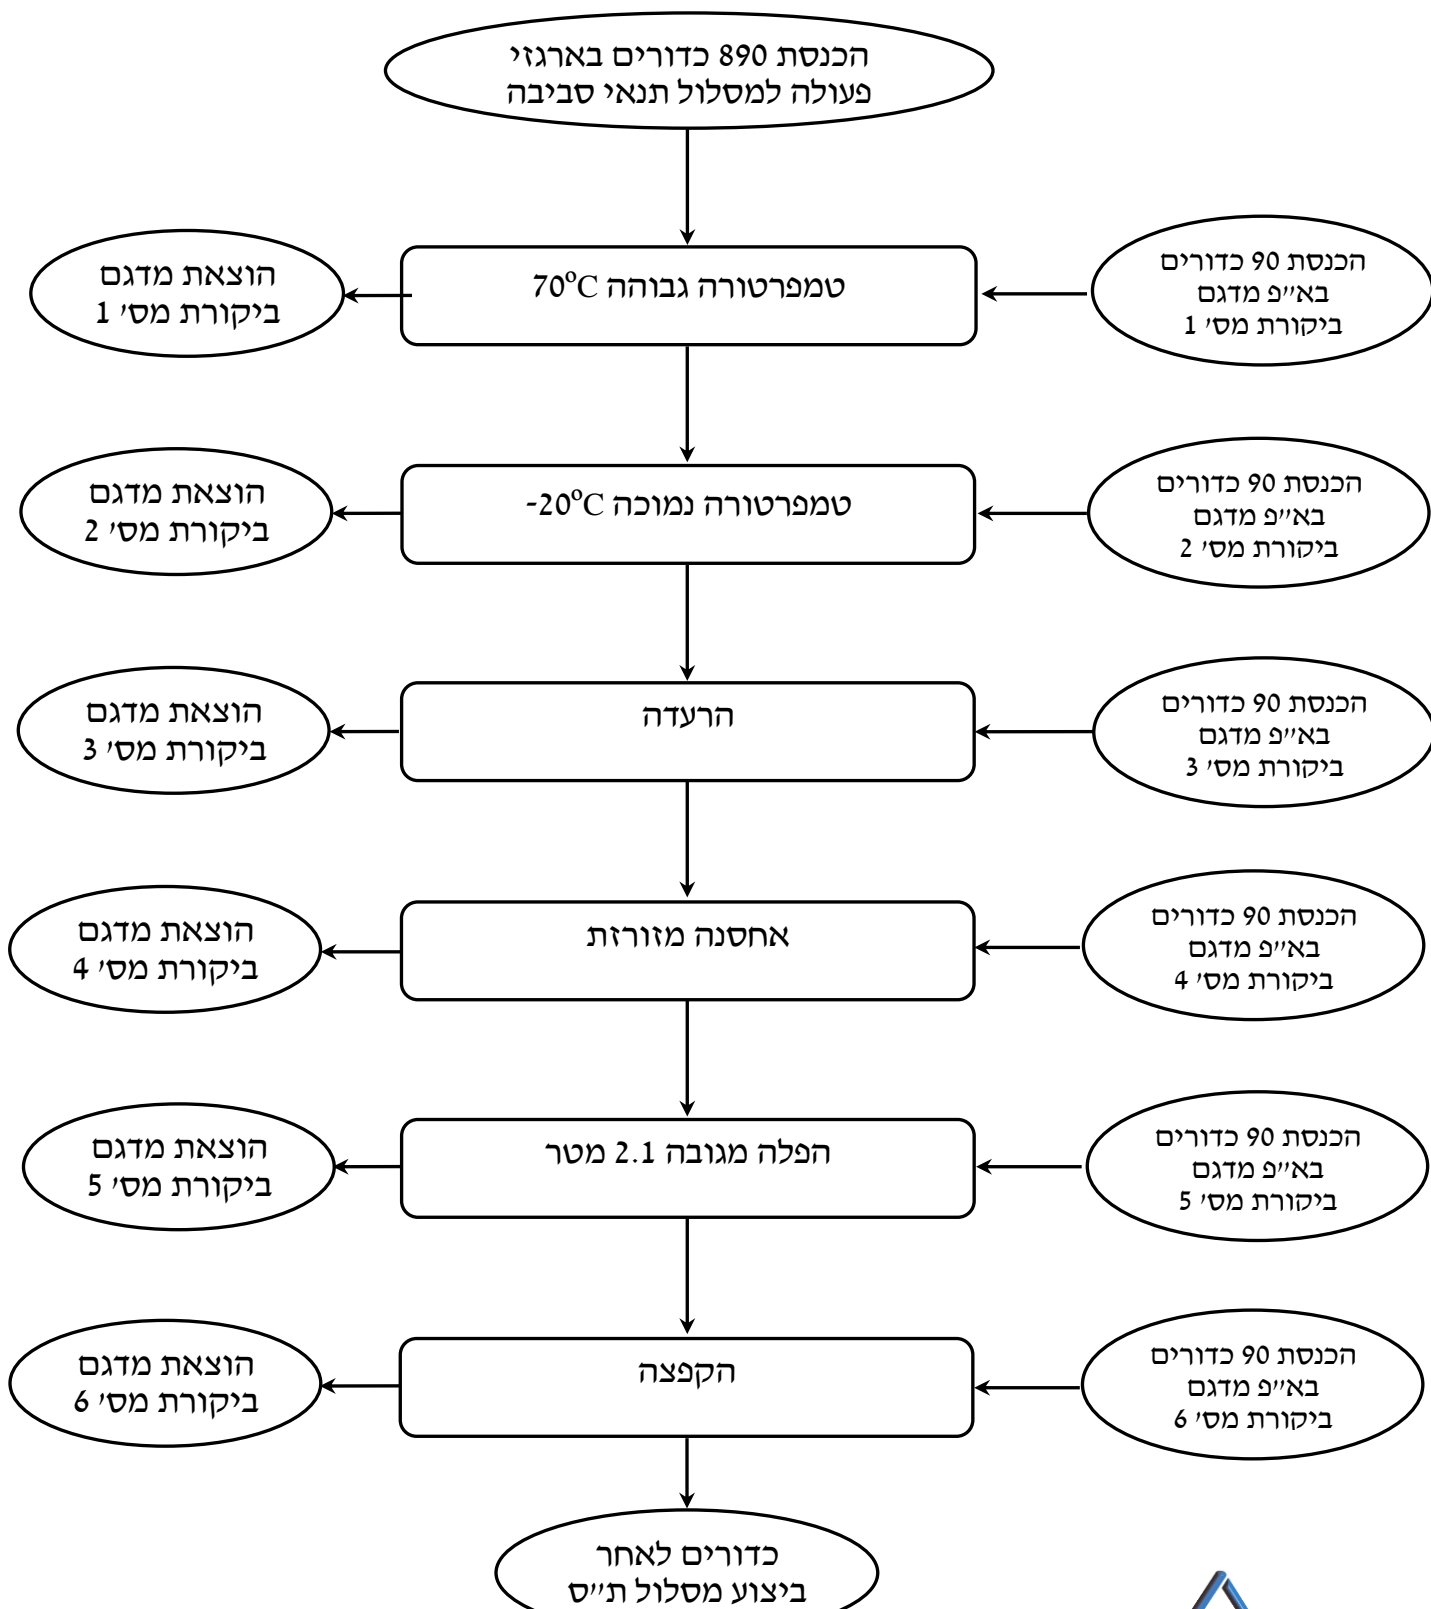 הכנסת 890 כדורים בארגזי
פעולה למסלול תנאי סביבה
הכנסת 90 כדורים
בא״פ מדגם
ביקורת מס׳ 1
טמפרטורה גבוהה 70°C
הוצאת מדגם
ביקורת מס׳ 1
הכנסת 90 כדורים
בא״פ מדגם
ביקורת מס׳ 2
טמפרטורה נמוכה 20°C-
הוצאת מדגם
ביקורת מס׳ 2
הכנסת 90 כדורים
בא״פ מדגם
ביקורת מס׳ 3
הרעדה
הוצאת מדגם
ביקורת מס׳ 3
הכנסת 90 כדורים
בא״פ מדגם
ביקורת מס׳ 4
אחסנה מזורזת
הוצאת מדגם
ביקורת מס׳ 4
הכנסת 90 כדורים
בא״פ מדגם
ביקורת מס׳ 5
הפלה מגובה 2.1 מטר
הוצאת מדגם
ביקורת מס׳ 5
הכנסת 90 כדורים
בא״פ מדגם
ביקורת מס׳ 6
הקפצה
הוצאת מדגם
ביקורת מס׳ 6
כדורים לאחר
ביצוע מסלול ת״ס